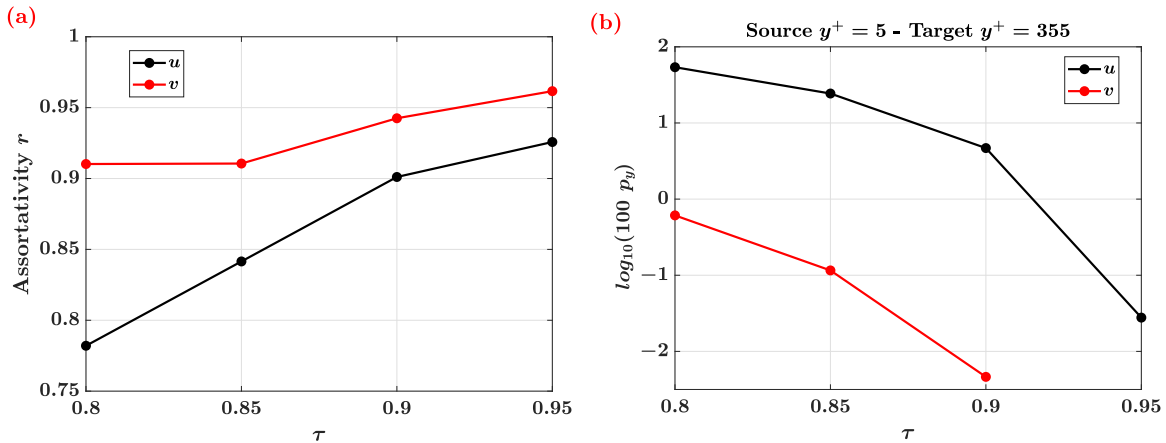 (a)
1
0.95
0.9
0.85
0.8
0.75
Assortativity r
u
v
0.8 0.85 0.9 0.95
τ
(b)
Source y⁺ = 5 - Target y⁺ = 355
2
1
0
−1
−2
log₁₀(100 p_y)
u
v
0.8 0.85 0.9 0.95
τ